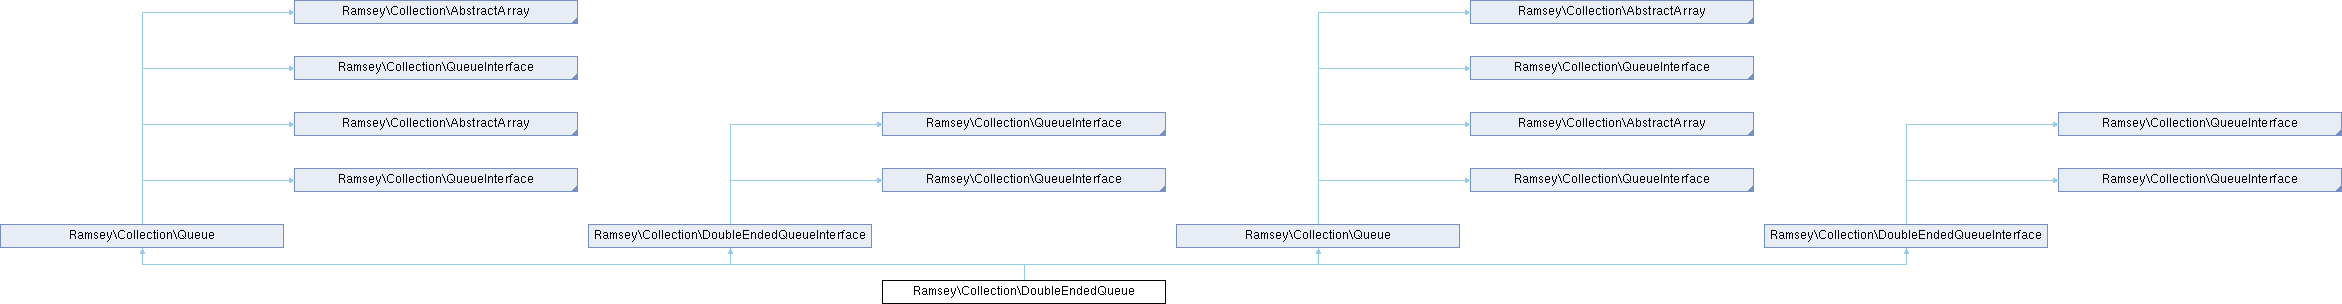 Ramsey\Collection\AbstractArray
Ramsey\Collection\AbstractArray
Ramsey\Collection\QueueInterface
Ramsey\Collection\QueueInterface
Ramsey\Collection\AbstractArray
Ramsey\Collection\QueueInterface
Ramsey\Collection\AbstractArray
Ramsey\Collection\QueueInterface
Ramsey\Collection\QueueInterface
Ramsey\Collection\QueueInterface
Ramsey\Collection\QueueInterface
Ramsey\Collection\QueueInterface
Ramsey\Collection\Queue
Ramsey\Collection\DoubleEndedQueueInterface
Ramsey\Collection\Queue
Ramsey\Collection\DoubleEndedQueueInterface
Ramsey\Collection\DoubleEndedQueue